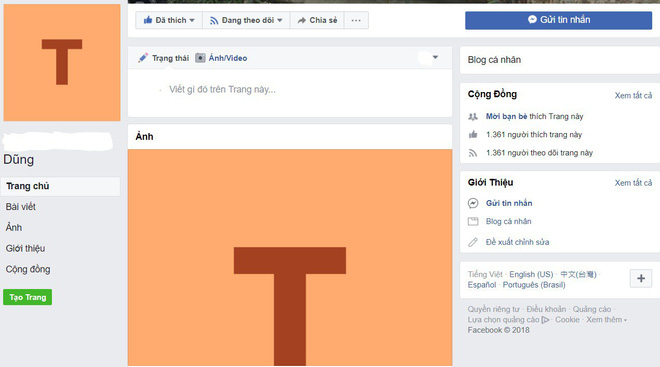 T
Dũng
Trang chủ
Bài viết
Ảnh
Giới thiệu
Cộng đồng
Tạo Trang
Đã thích
Đang theo dõi
Chia sẻ
Trạng thái
Ảnh/Video
Viết gì đó trên Trang này...
Ảnh
T
Gửi tin nhắn
Blog cá nhân
Cộng Đồng
Xem tất cả
Mời bạn bè thích Trang này
1.361 người thích trang này
1.361 người theo dõi trang này
Giới Thiệu
Xem tất cả
Gửi tin nhắn
Blog cá nhân
Đề xuất chỉnh sửa
Tiếng Việt · English (US) · 中文(台灣) ·
Español · Português (Brasil)
Quyền riêng tư · Điều khoản · Quảng cáo
Lựa chọn quảng cáo · Cookie · Xem thêm
Facebook © 2018